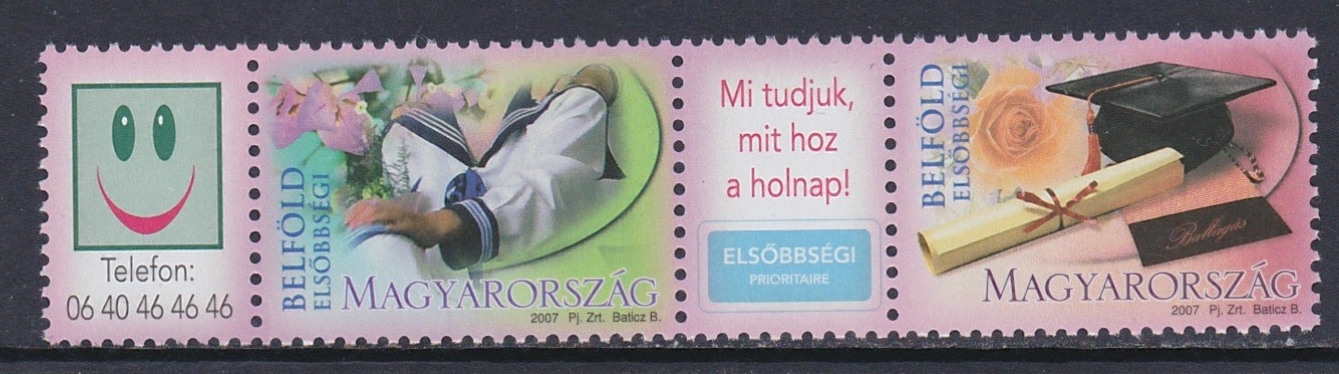 Telefon:
06 40 46 46 46
BELFÖLD
ELSŐBBSÉGI
MAGYARORSZÁG
2007 Pj. Zrt. Baticz B.
Mi tudjuk,
mit hoz
a holnap!
ELSŐBBSÉGI
PRIORITAIRE
BELFÖLD
ELSŐBBSÉGI
Ballagás
MAGYARORSZÁG
2007 Pj. Zrt. Baticz B.